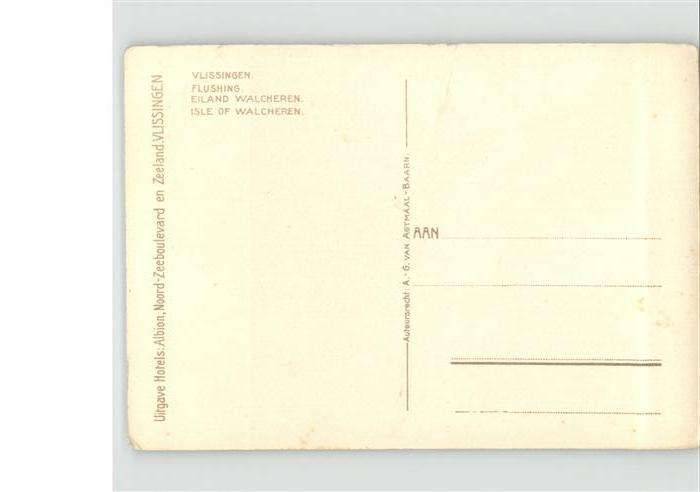 VLISSINGEN.
FLUSHING.
EILAND WALCHEREN.
ISLE OF WALCHEREN.
Uitgave Hotels: Albion, Noord-Zeeboulevard en Zeeland. VLISSINGEN
Auteursrecht: A.-G. VAN AGTMAAL-BAARN
AAN